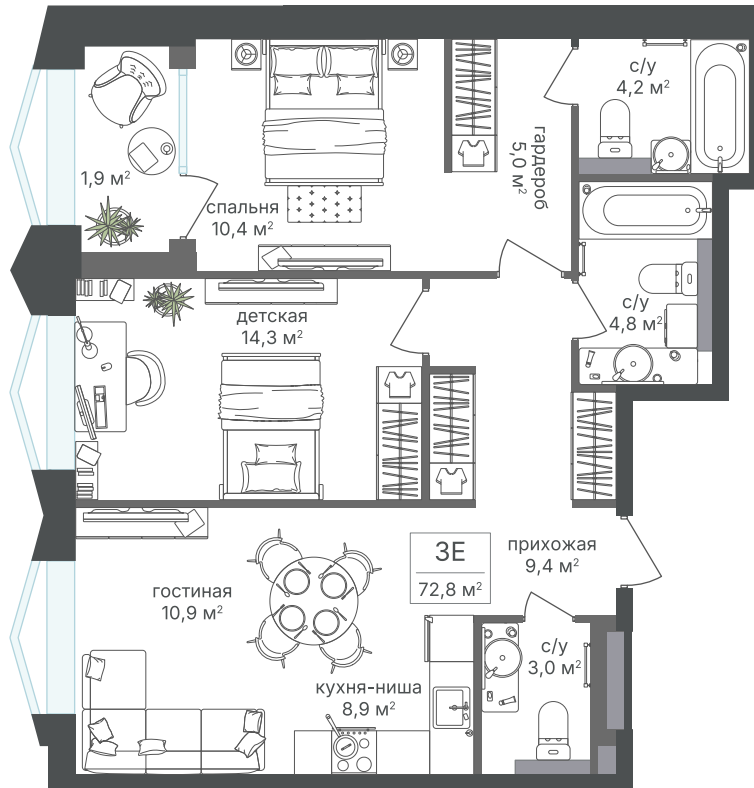 с/у
4,2 м²
гардероб
5,0 м²
1,9 м²
спальня
10,4 м²
с/у
4,8 м²
детская
14,3 м²
3Е
72,8 м²
прихожая
9,4 м²
гостиная
10,9 м²
с/у
3,0 м²
кухня-ниша
8,9 м²